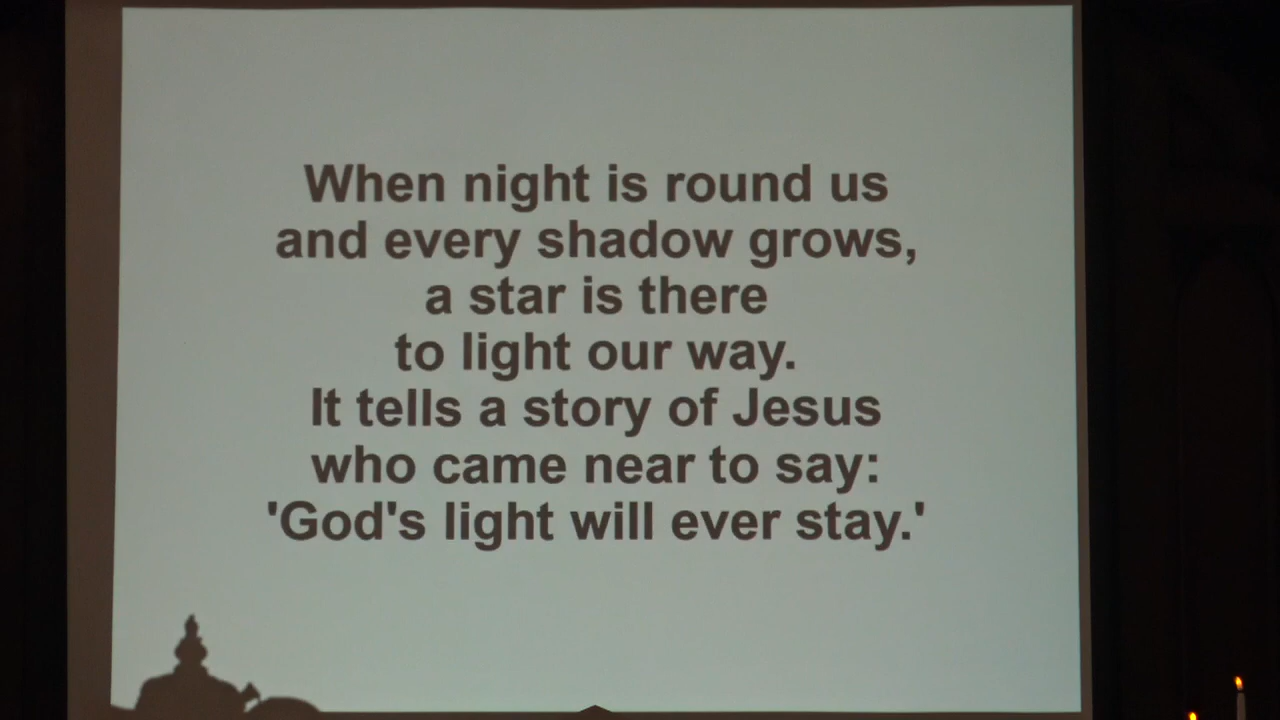 When night is round us
and every shadow grows,
a star is there
to light our way.
It tells a story of Jesus
who came near to say:
'God's light will ever stay.'